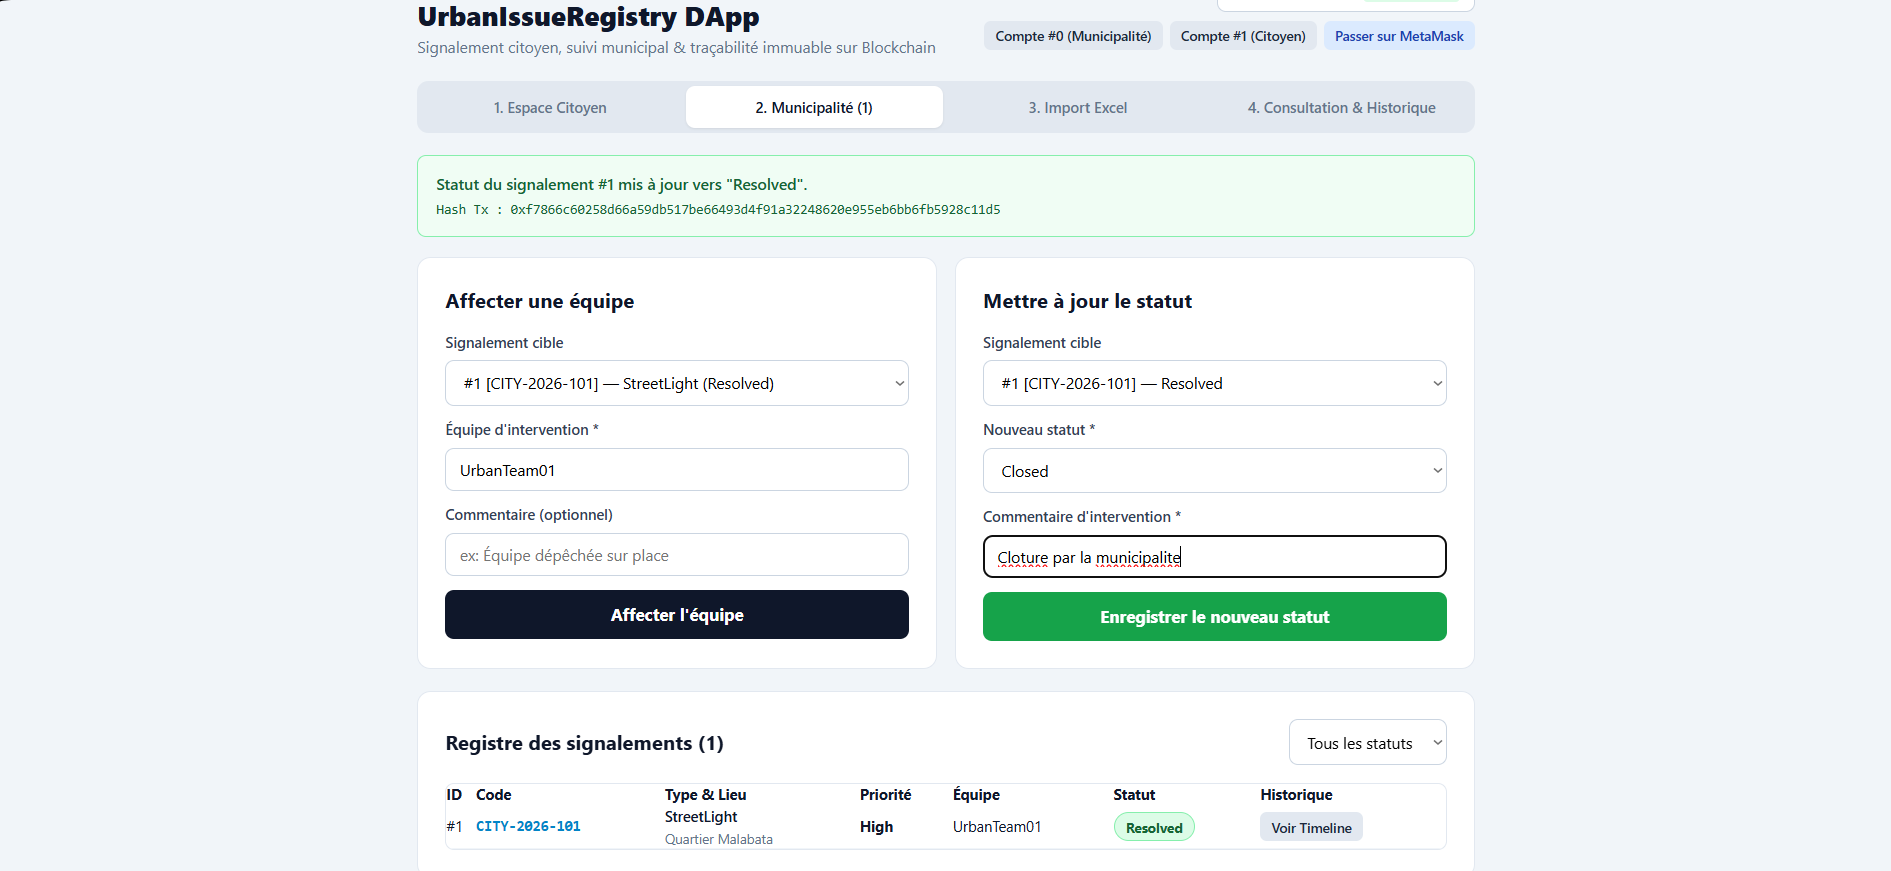 UrbanIssueRegistry DApp
Signalement citoyen, suivi municipal & traçabilité immuable sur Blockchain
Compte #0 (Municipalité)
Compte #1 (Citoyen)
Passer sur MetaMask
1. Espace Citoyen
2. Municipalité (1)
3. Import Excel
4. Consultation & Historique
Statut du signalement #1 mis à jour vers "Resolved".
Hash Tx : 0xf7866c60258d66a59db517be66493d4f91a32248620e955eb6bb6fb5928c11d5
Affecter une équipe
Signalement cible
#1 [CITY-2026-101] — StreetLight (Resolved)
Équipe d'intervention *
UrbanTeam01
Commentaire (optionnel)
ex: Équipe dépêchée sur place
Affecter l'équipe
Mettre à jour le statut
Signalement cible
#1 [CITY-2026-101] — Resolved
Nouveau statut *
Closed
Commentaire d'intervention *
Cloture par la municipalite
Enregistrer le nouveau statut
Registre des signalements (1)
Tous les statuts
ID Code Type & Lieu Priorité Équipe Statut Historique
#1 CITY-2026-101 StreetLight High UrbanTeam01 Resolved Voir Timeline
Quartier Malabata